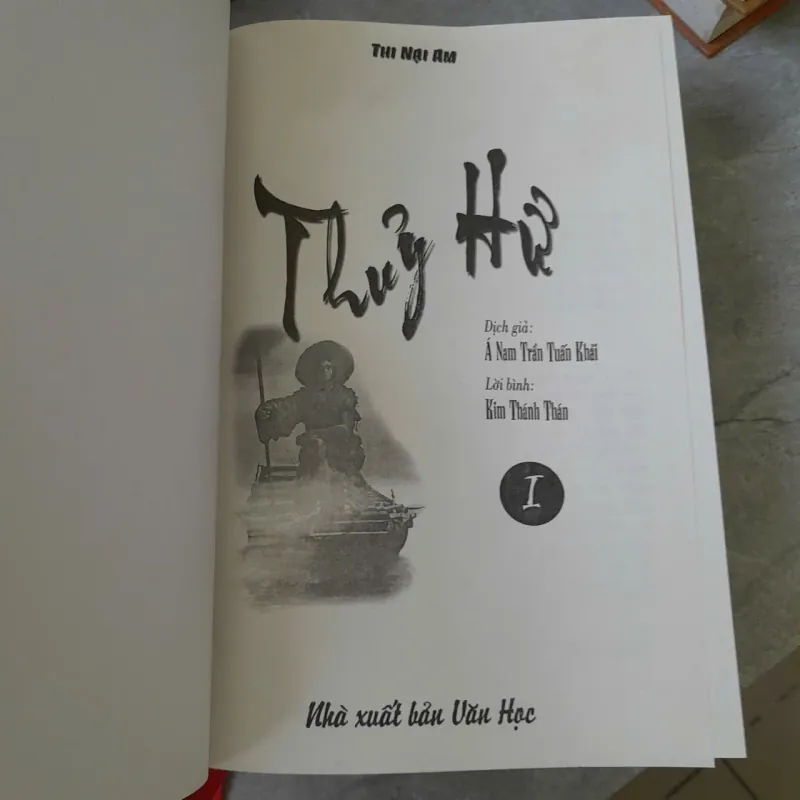 THI NẠI AM
Thủy Hử
Dịch giả:
Á Nam Trần Tuấn Khải
Lời bình:
Kim Thánh Thán
I
Nhà xuất bản Văn Học